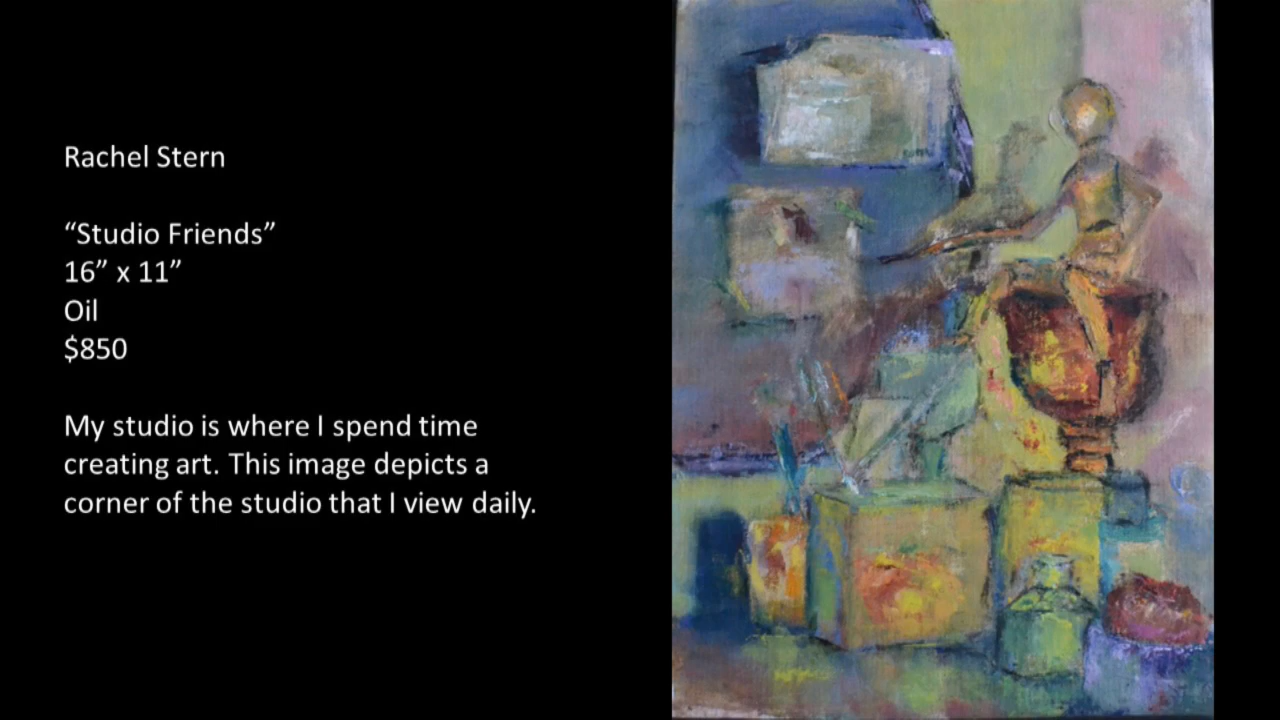 Rachel Stern
“Studio Friends”
16” x 11”
Oil
$850
My studio is where I spend time
creating art. This image depicts a
corner of the studio that I view daily.